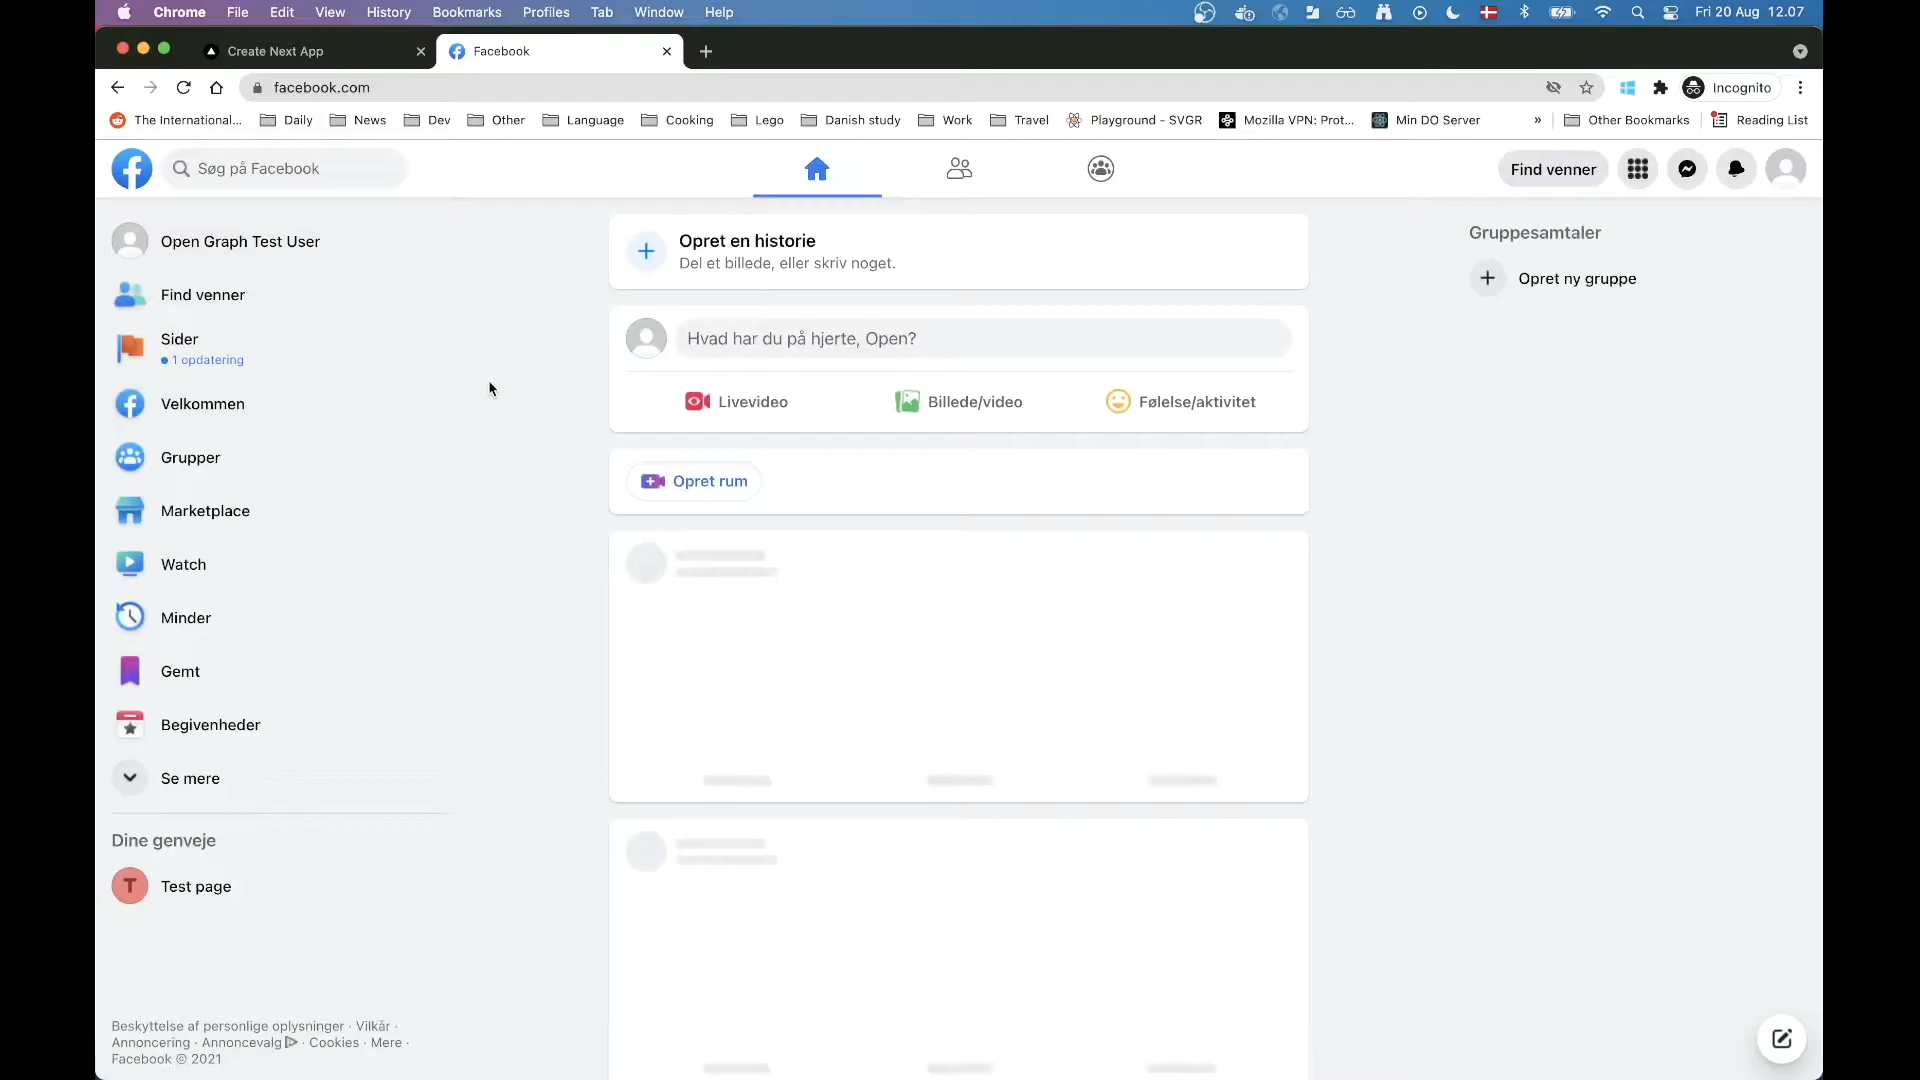 Chrome File Edit View History Bookmarks Profiles Tab Window Help Fri 20 Aug 12.07
Create Next App
Facebook
facebook.com
Incognito
The International... Daily News Dev Other Language Cooking Lego Danish study Work Travel Playground - SVGR Mozilla VPN: Prot... Min DO Server » Other Bookmarks Reading List
Søg på Facebook
Find venner
Open Graph Test User
Find venner
Sider
1 opdatering
Velkommen
Grupper
Marketplace
Watch
Minder
Gemt
Begivenheder
Se mere
Dine genveje
T Test page
Beskyttelse af personlige oplysninger · Vilkår ·
Annoncering · Annoncevalg · Cookies · Mere ·
Facebook © 2021
Opret en historie
Del et billede, eller skriv noget.
Hvad har du på hjerte, Open?
Livevideo
Billede/video
Følelse/aktivitet
Opret rum
Gruppesamtaler
Opret ny gruppe